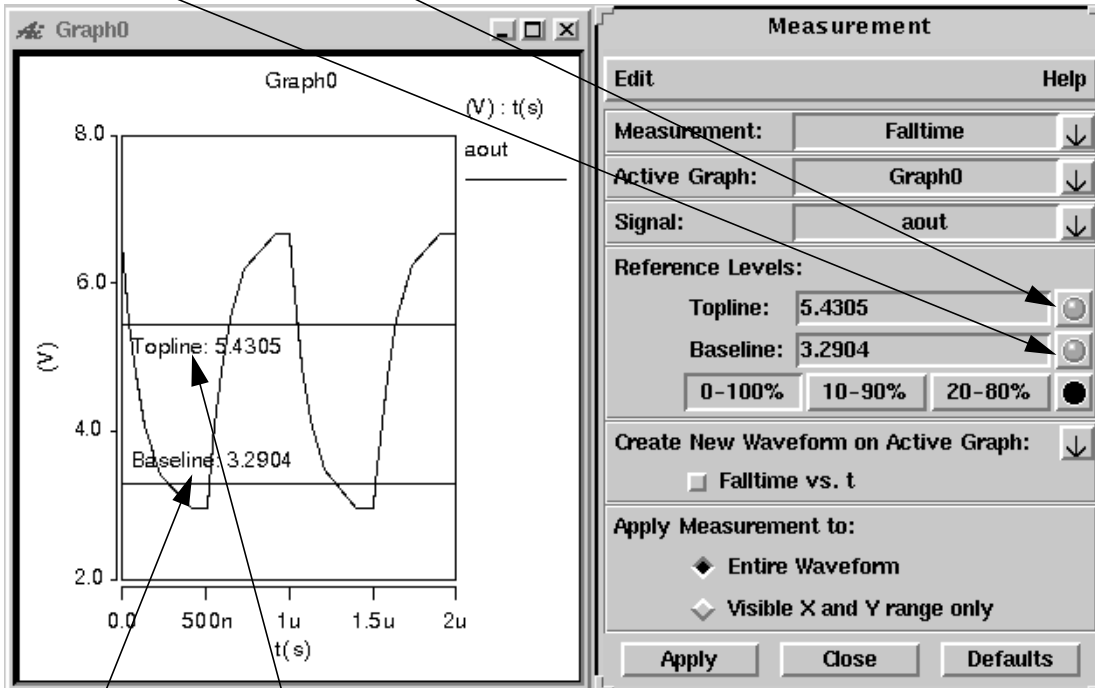 Graph0
Graph0
(V) : t(s)
aout
8.0
6.0
4.0
2.0
(V)
Topline: 5.4305
Baseline: 3.2904
0.0 500n 1u 1.5u 2u
t(s)
Measurement
Edit Help
Measurement: Falltime
Active Graph: Graph0
Signal: aout
Reference Levels:
Topline: 5.4305
Baseline: 3.2904
0-100% 10-90% 20-80%
Create New Waveform on Active Graph:
Falltime vs. t
Apply Measurement to:
Entire Waveform
Visible X and Y range only
Apply Close Defaults